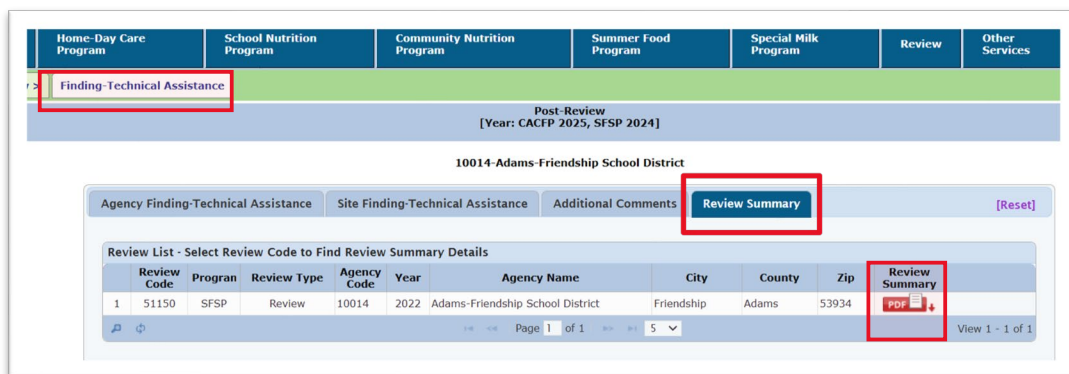 Home-Day Care Program
School Nutrition Program
Community Nutrition Program
Summer Food Program
Special Milk Program
Review
Other Services
>
Finding-Technical Assistance
Post-Review
[Year: CACFP 2025, SFSP 2024]
10014-Adams-Friendship School District
Agency Finding-Technical Assistance
Site Finding-Technical Assistance
Additional Comments
Review Summary
[Reset]
Review List - Select Review Code to Find Review Summary Details
Review Code Progran Review Type Agency Code Year Agency Name City County Zip Review Summary
1 51150 SFSP Review 10014 2022 Adams-Friendship School District Friendship Adams 53934 PDF
Page 1 of 1 5 View 1 - 1 of 1